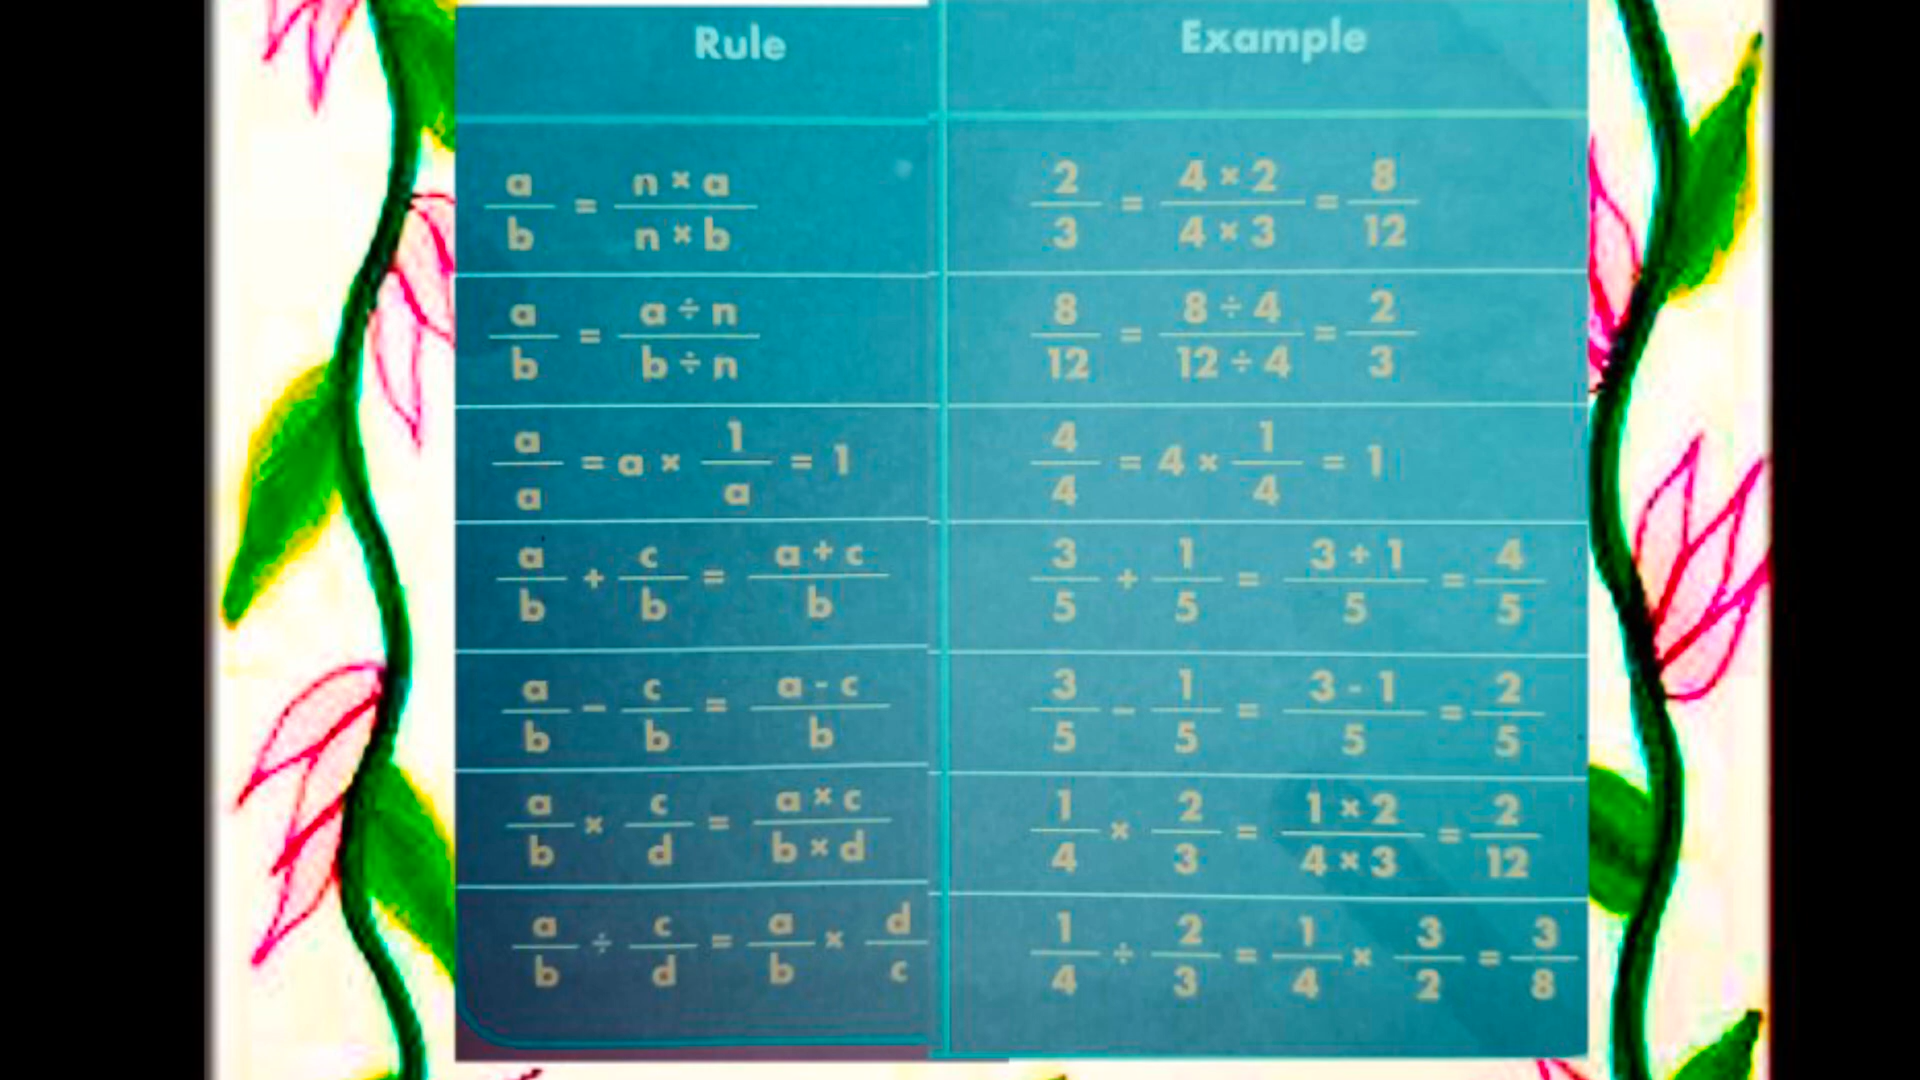 Rule Example
a/b = n × a / n × b 2/3 = 4 × 2 / 4 × 3 = 8/12
a/b = a ÷ n / b ÷ n 8/12 = 8 ÷ 4 / 12 ÷ 4 = 2/3
a/a = a × 1/a = 1 4/4 = 4 × 1/4 = 1
a/b + c/b = a + c / b 3/5 + 1/5 = 3 + 1 / 5 = 4/5
a/b - c/b = a - c / b 3/5 - 1/5 = 3 - 1 / 5 = 2/5
a/b × c/d = a × c / b × d 1/4 × 2/3 = 1 × 2 / 4 × 3 = 2/12
a/b ÷ c/d = a/b × d/c 1/4 ÷ 2/3 = 1/4 × 3/2 = 3/8